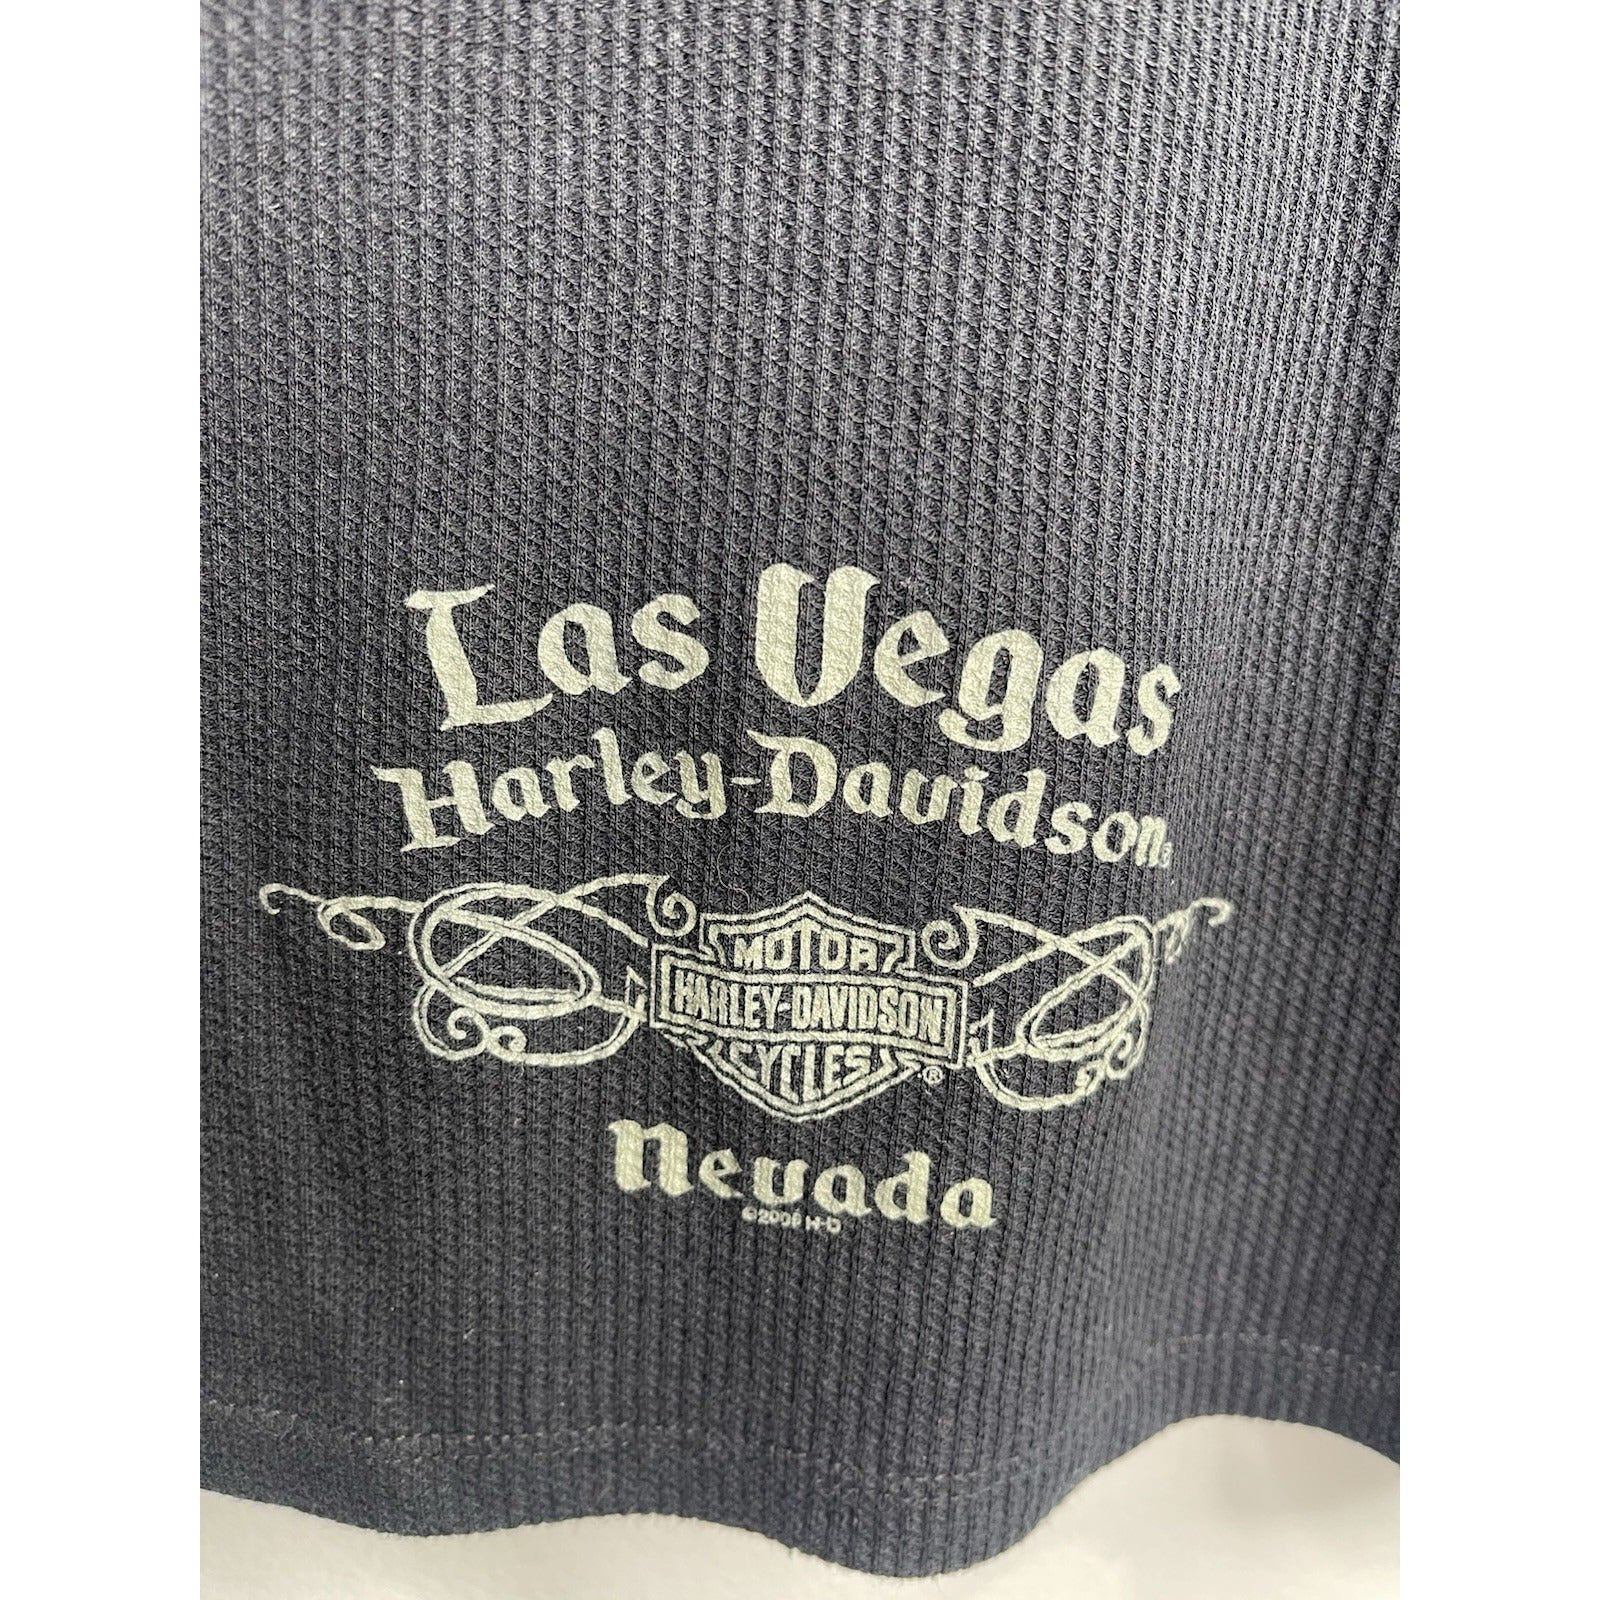 Las Vegas
Harley-Davidson®
MOTOR
HARLEY-DAVIDSON
CYCLES
®
Nevada
H-D